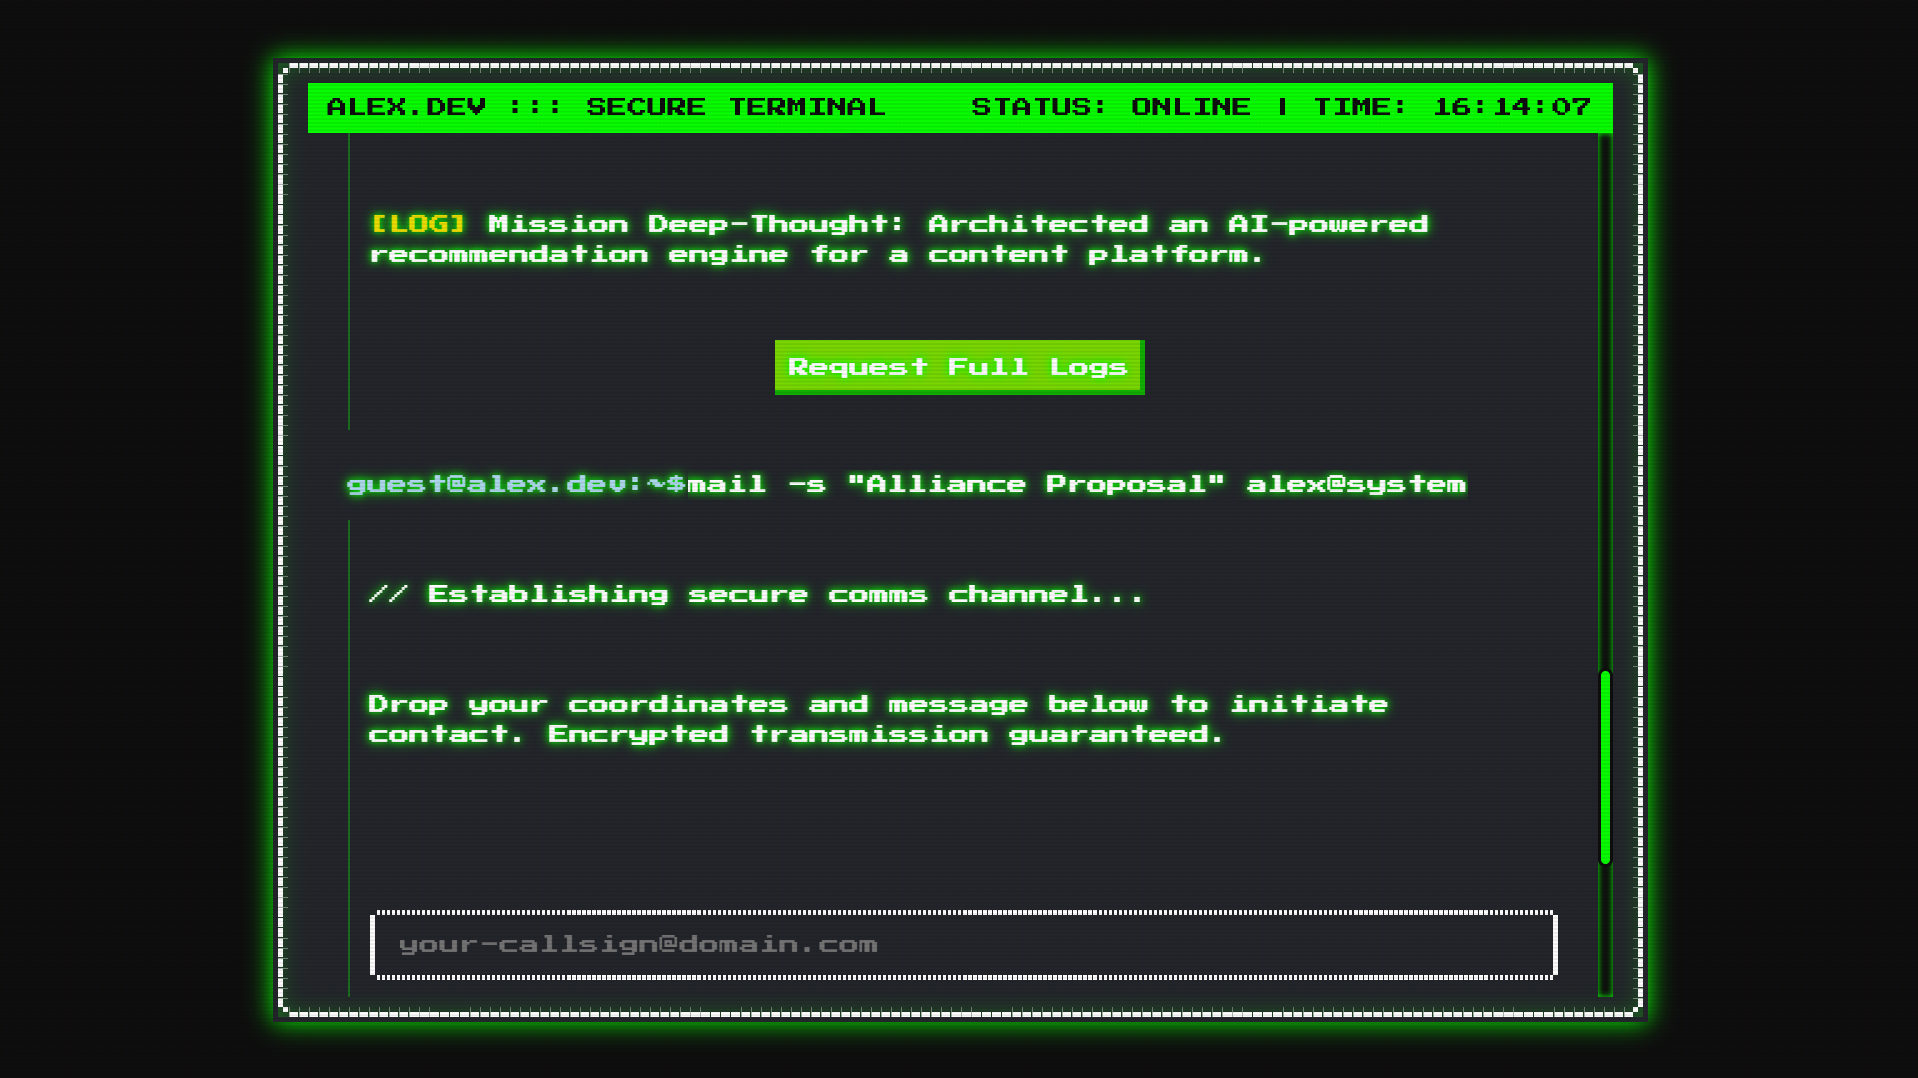 ALEX.DEV ::: SECURE TERMINAL STATUS: ONLINE | TIME: 16:14:07
[LOG] Mission Deep-Thought: Architected an AI-powered
recommendation engine for a content platform.
Request Full Logs
guest@alex.dev:~$mail -s "Alliance Proposal" alex@system
// Establishing secure comms channel...
Drop your coordinates and message below to initiate
contact. Encrypted transmission guaranteed.
your-callsign@domain.com